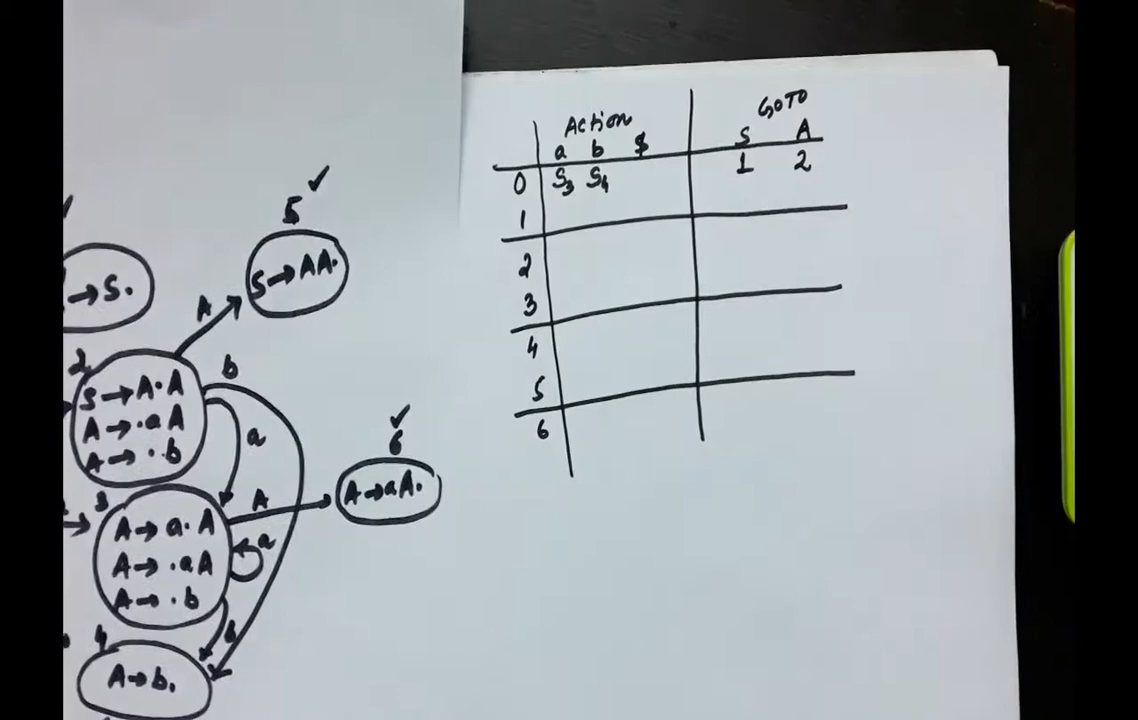 5
→ S.
S → AA.
A
2
b
S → A·A
A → ·aA
A → ·b
a
6
3
A
A → aA.
A → a·A
A → ·aA
a
A → ·b
b
4
A → b.
Action GOTO
a b $ S A
0 S3 S4 1 2
1
2
3
4
5
6